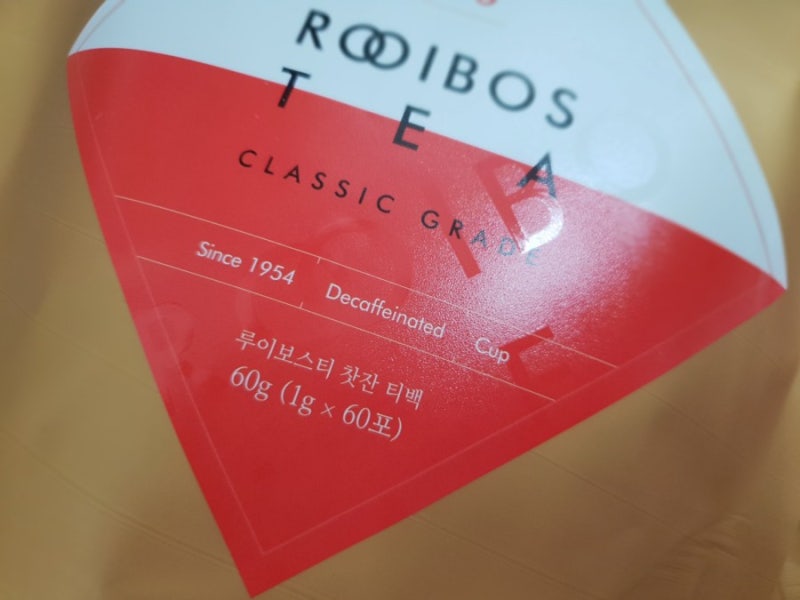 ROOIBOS
TEA
CLASSIC GRADE
Since 1954 Decaffeinated Cup
루이보스티 찻잔 티백
60g (1g × 60포)